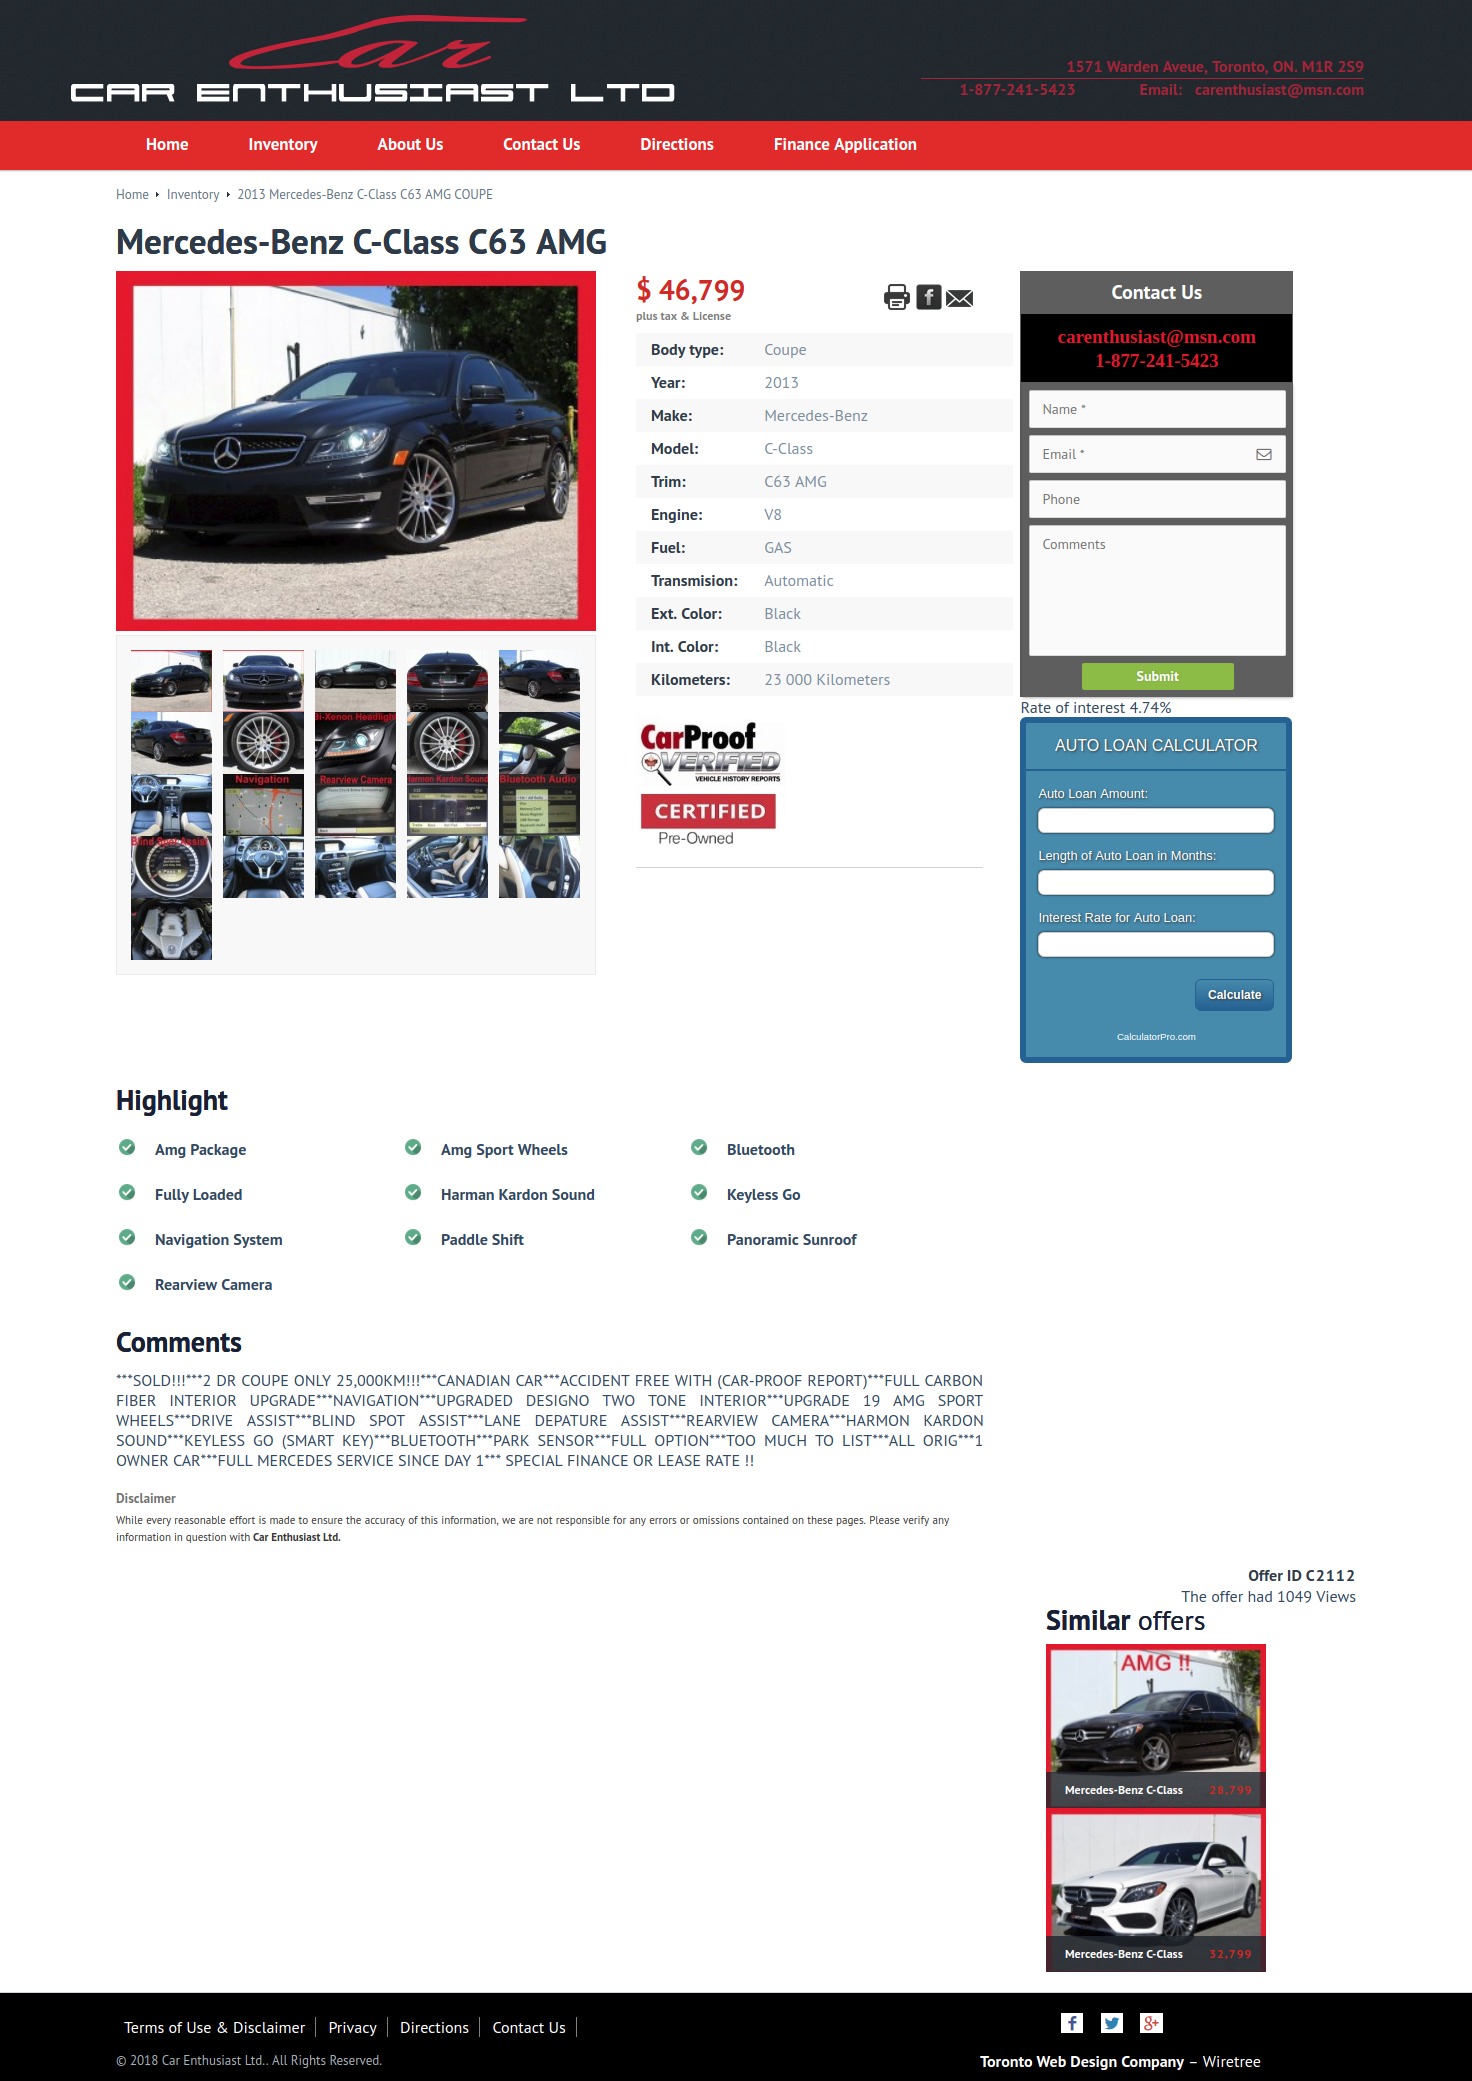 Car
CAR ENTHUSIAST LTD
1571 Warden Aveue, Toronto, ON. M1R 2S9
1-877-241-5423 Email: carenthusiast@msn.com
Home Inventory About Us Contact Us Directions Finance Application
Home Inventory 2013 Mercedes-Benz C-Class C63 AMG COUPE
Mercedes-Benz C-Class C63 AMG
$ 46,799
plus tax & License
Body type: Coupe
Year: 2013
Make: Mercedes-Benz
Model: C-Class
Trim: C63 AMG
Engine: V8
Fuel: GAS
Transmision: Automatic
Ext. Color: Black
Int. Color: Black
Kilometers: 23 000 Kilometers
CarProof
VERIFIED
VEHICLE HISTORY REPORTS
CERTIFIED
Pre-Owned
Bi-Xenon Headligh
Navigation
Rearview Camera
Harmon Kardon Sound
Bluetooth Audio
Blind Spot Assist
Contact Us
carenthusiast@msn.com
1-877-241-5423
Name *
Email *
Phone
Comments
Submit
Rate of interest 4.74%
AUTO LOAN CALCULATOR
Auto Loan Amount:
Length of Auto Loan in Months:
Interest Rate for Auto Loan:
Calculate
CalculatorPro.com
Highlight
Amg Package Amg Sport Wheels Bluetooth
Fully Loaded Harman Kardon Sound Keyless Go
Navigation System Paddle Shift Panoramic Sunroof
Rearview Camera
Comments
***SOLD!!!***2 DR COUPE ONLY 25,000KM!!!***CANADIAN CAR***ACCIDENT FREE WITH (CAR-PROOF REPORT)***FULL CARBON
FIBER INTERIOR UPGRADE***NAVIGATION***UPGRADED DESIGNO TWO TONE INTERIOR***UPGRADE 19 AMG SPORT
WHEELS***DRIVE ASSIST***BLIND SPOT ASSIST***LANE DEPATURE ASSIST***REARVIEW CAMERA***HARMON KARDON
SOUND***KEYLESS GO (SMART KEY)***BLUETOOTH***PARK SENSOR***FULL OPTION***TOO MUCH TO LIST***ALL ORIG***1
OWNER CAR***FULL MERCEDES SERVICE SINCE DAY 1*** SPECIAL FINANCE OR LEASE RATE !!
Disclaimer
While every reasonable effort is made to ensure the accuracy of this information, we are not responsible for any errors or omissions contained on these pages. Please verify any
information in question with Car Enthusiast Ltd.
Offer ID C2112
The offer had 1049 Views
Similar offers
AMG !!
Mercedes-Benz C-Class 28,799
Mercedes-Benz C-Class 32,799
Terms of Use & Disclaimer Privacy Directions Contact Us
© 2018 Car Enthusiast Ltd.. All Rights Reserved.
Toronto Web Design Company – Wiretree